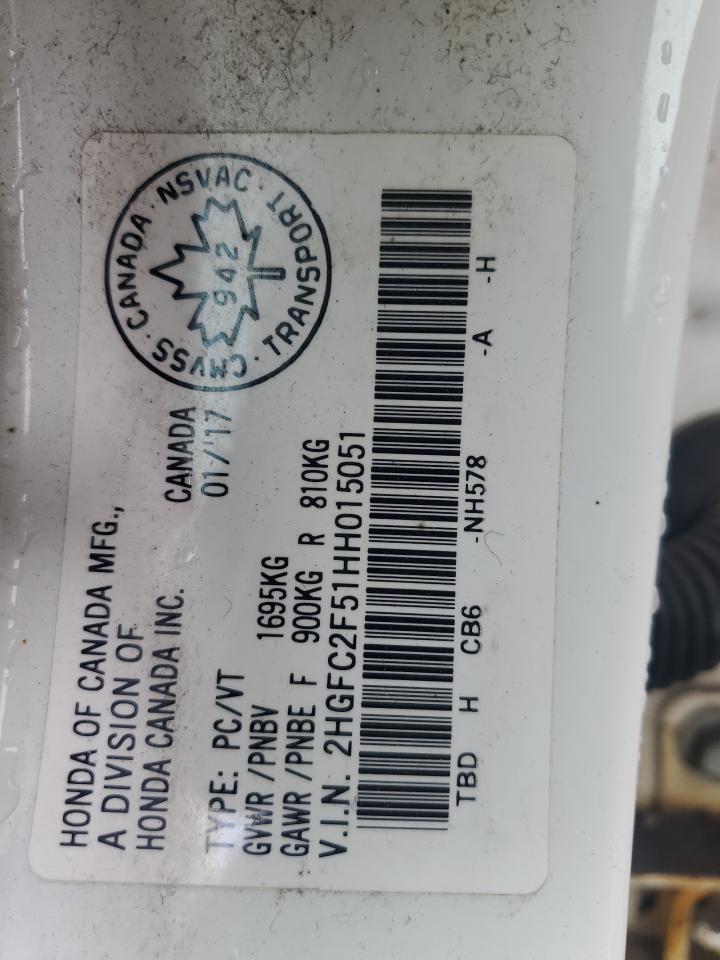 HONDA OF CANADA MFG.,
A DIVISION OF
HONDA CANADA INC.
CANADA
01/'17
CMVSS · CANADA · NSVAC · TRANSPORT
942
TYPE: PC/VT
GVWR /PNBV 1695KG
GAWR /PNBE F 900KG R 810KG
V.I.N. 2HGFC2F51HH015051
TBD H CB6 -NH578 -A -H